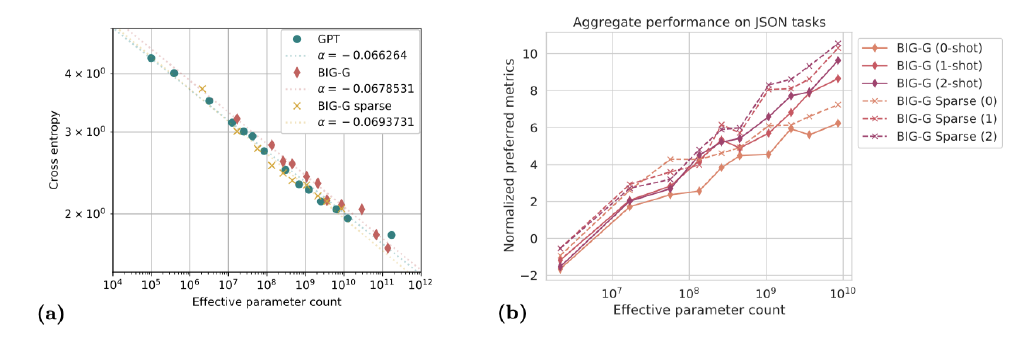 GPT
α = −0.066264
BIG-G
α = −0.0678531
BIG-G sparse
α = −0.0693731
4 × 10⁰
3 × 10⁰
2 × 10⁰
Cross entropy
10⁴ 10⁵ 10⁶ 10⁷ 10⁸ 10⁹ 10¹⁰ 10¹¹ 10¹²
Effective parameter count
(a)
Aggregate performance on JSON tasks
10
8
6
4
2
0
−2
Normalized preferred metrics
10⁷ 10⁸ 10⁹ 10¹⁰
Effective parameter count
BIG-G (0-shot)
BIG-G (1-shot)
BIG-G (2-shot)
BIG-G Sparse (0)
BIG-G Sparse (1)
BIG-G Sparse (2)
(b)